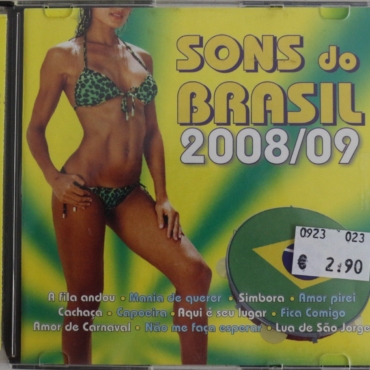 SONS do
BRASIL
2008/09
0923 023
€ 2.90
A fila andou • Mania de querer • Simbora • Amor pirei
Cachaça • Capoeira • Aqui é seu lugar • Fica Comigo
Amor de Carnaval • Não me faça esperar • Lua de São Jorge